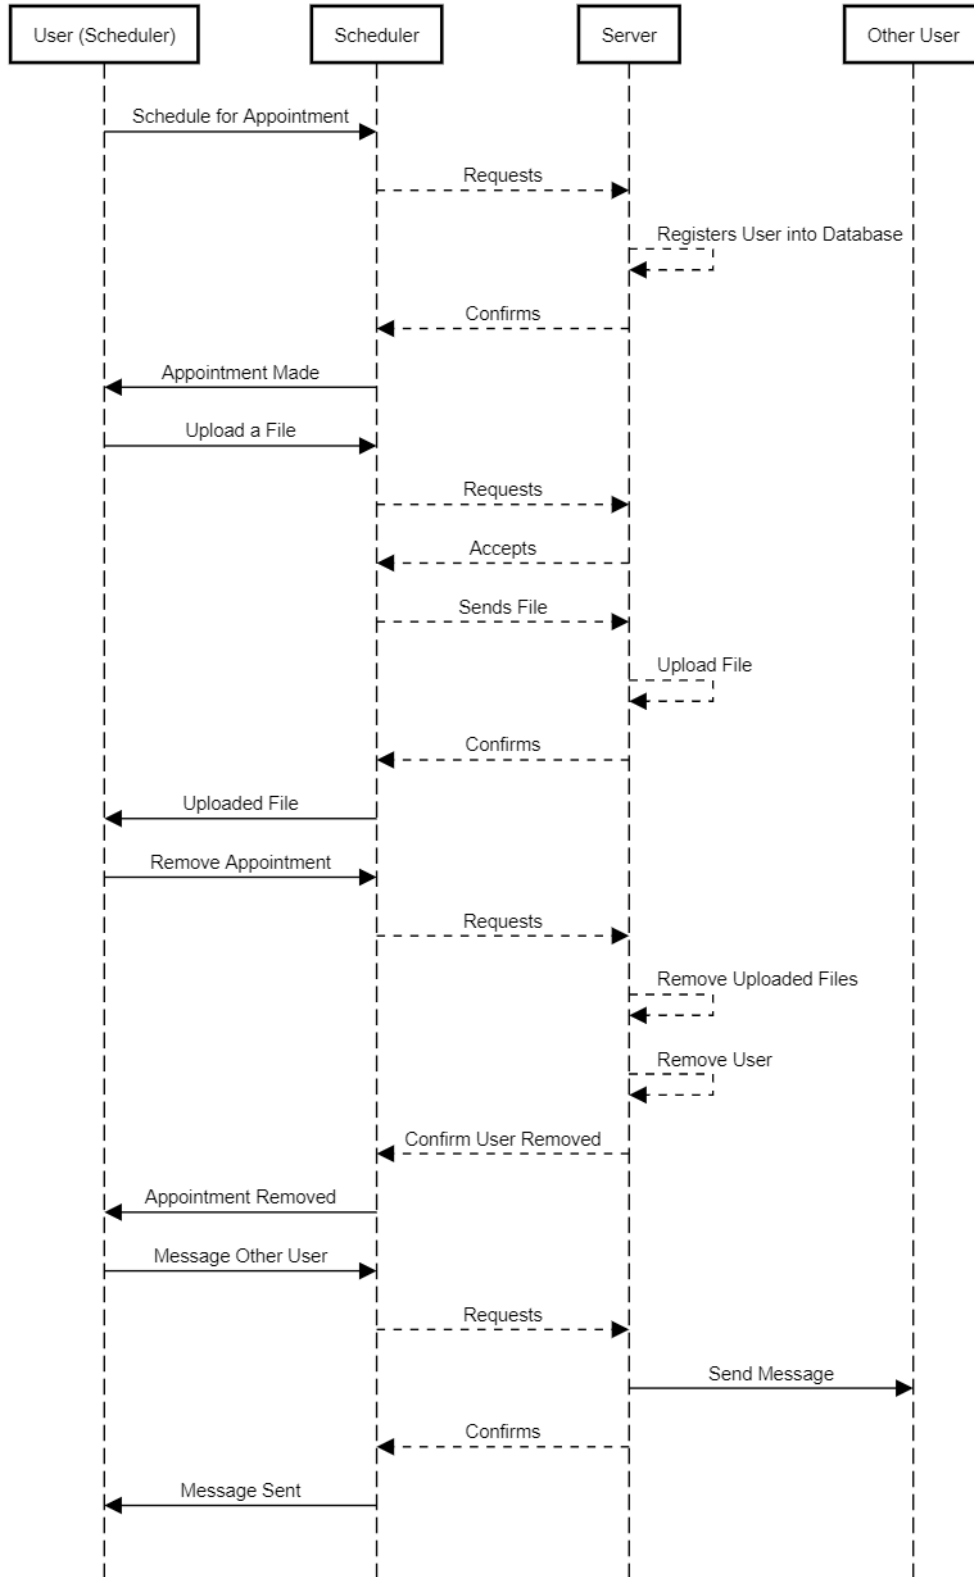 User (Scheduler)
Scheduler
Server
Other User
Schedule for Appointment
Requests
Registers User into Database
Confirms
Appointment Made
Upload a File
Requests
Accepts
Sends File
Upload File
Confirms
Uploaded File
Remove Appointment
Requests
Remove Uploaded Files
Remove User
Confirm User Removed
Appointment Removed
Message Other User
Requests
Send Message
Confirms
Message Sent